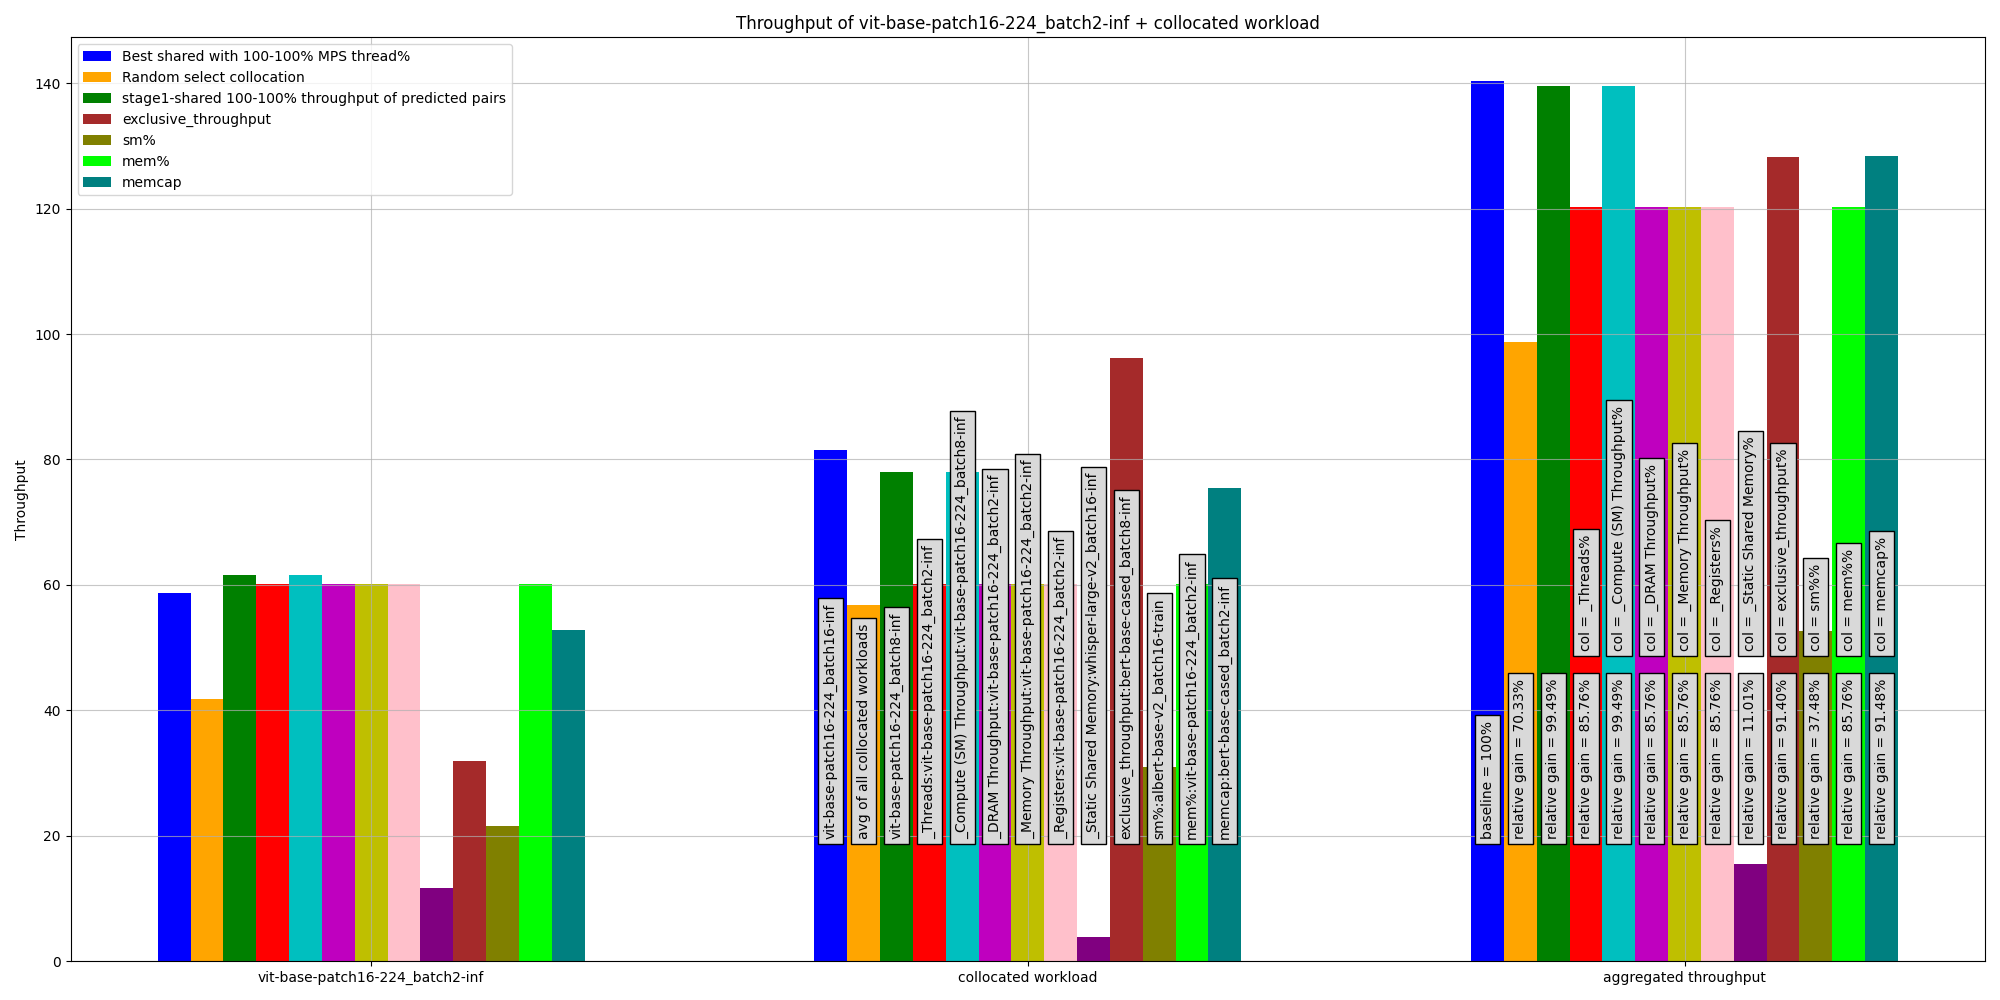 Throughput of vit-base-patch16-224_batch2-inf + collocated workload
Best shared with 100-100% MPS thread%
Random select collocation
stage1-shared 100-100% throughput of predicted pairs
exclusive_throughput
sm%
mem%
memcap
Throughput
140
120
100
80
60
40
20
0
vit-base-patch16-224_batch16-inf
avg of all collocated workloads
vit-base-patch16-224_batch8-inf
_Threads:vit-base-patch16-224_batch2-inf
_Compute (SM) Throughput:vit-base-patch16-224_batch8-inf
_DRAM Throughput:vit-base-patch16-224_batch2-inf
_Memory Throughput:vit-base-patch16-224_batch2-inf
_Registers:vit-base-patch16-224_batch2-inf
_Static Shared Memory:whisper-large-v2_batch16-inf
exclusive_throughput:bert-base-cased_batch8-inf
sm%:albert-base-v2_batch16-train
mem%:vit-base-patch16-224_batch2-inf
memcap:bert-base-cased_batch2-inf
col = _Threads%
col = _Compute (SM) Throughput%
col = _DRAM Throughput%
col = _Memory Throughput%
col = _Registers%
col = _Static Shared Memory%
col = exclusive_throughput%
col = sm%%
col = mem%%
col = memcap%
baseline = 100%
relative gain = 70.33%
relative gain = 99.49%
relative gain = 85.76%
relative gain = 99.49%
relative gain = 85.76%
relative gain = 85.76%
relative gain = 85.76%
relative gain = 11.01%
relative gain = 91.40%
relative gain = 37.48%
relative gain = 85.76%
relative gain = 91.48%
vit-base-patch16-224_batch2-inf
collocated workload
aggregated throughput